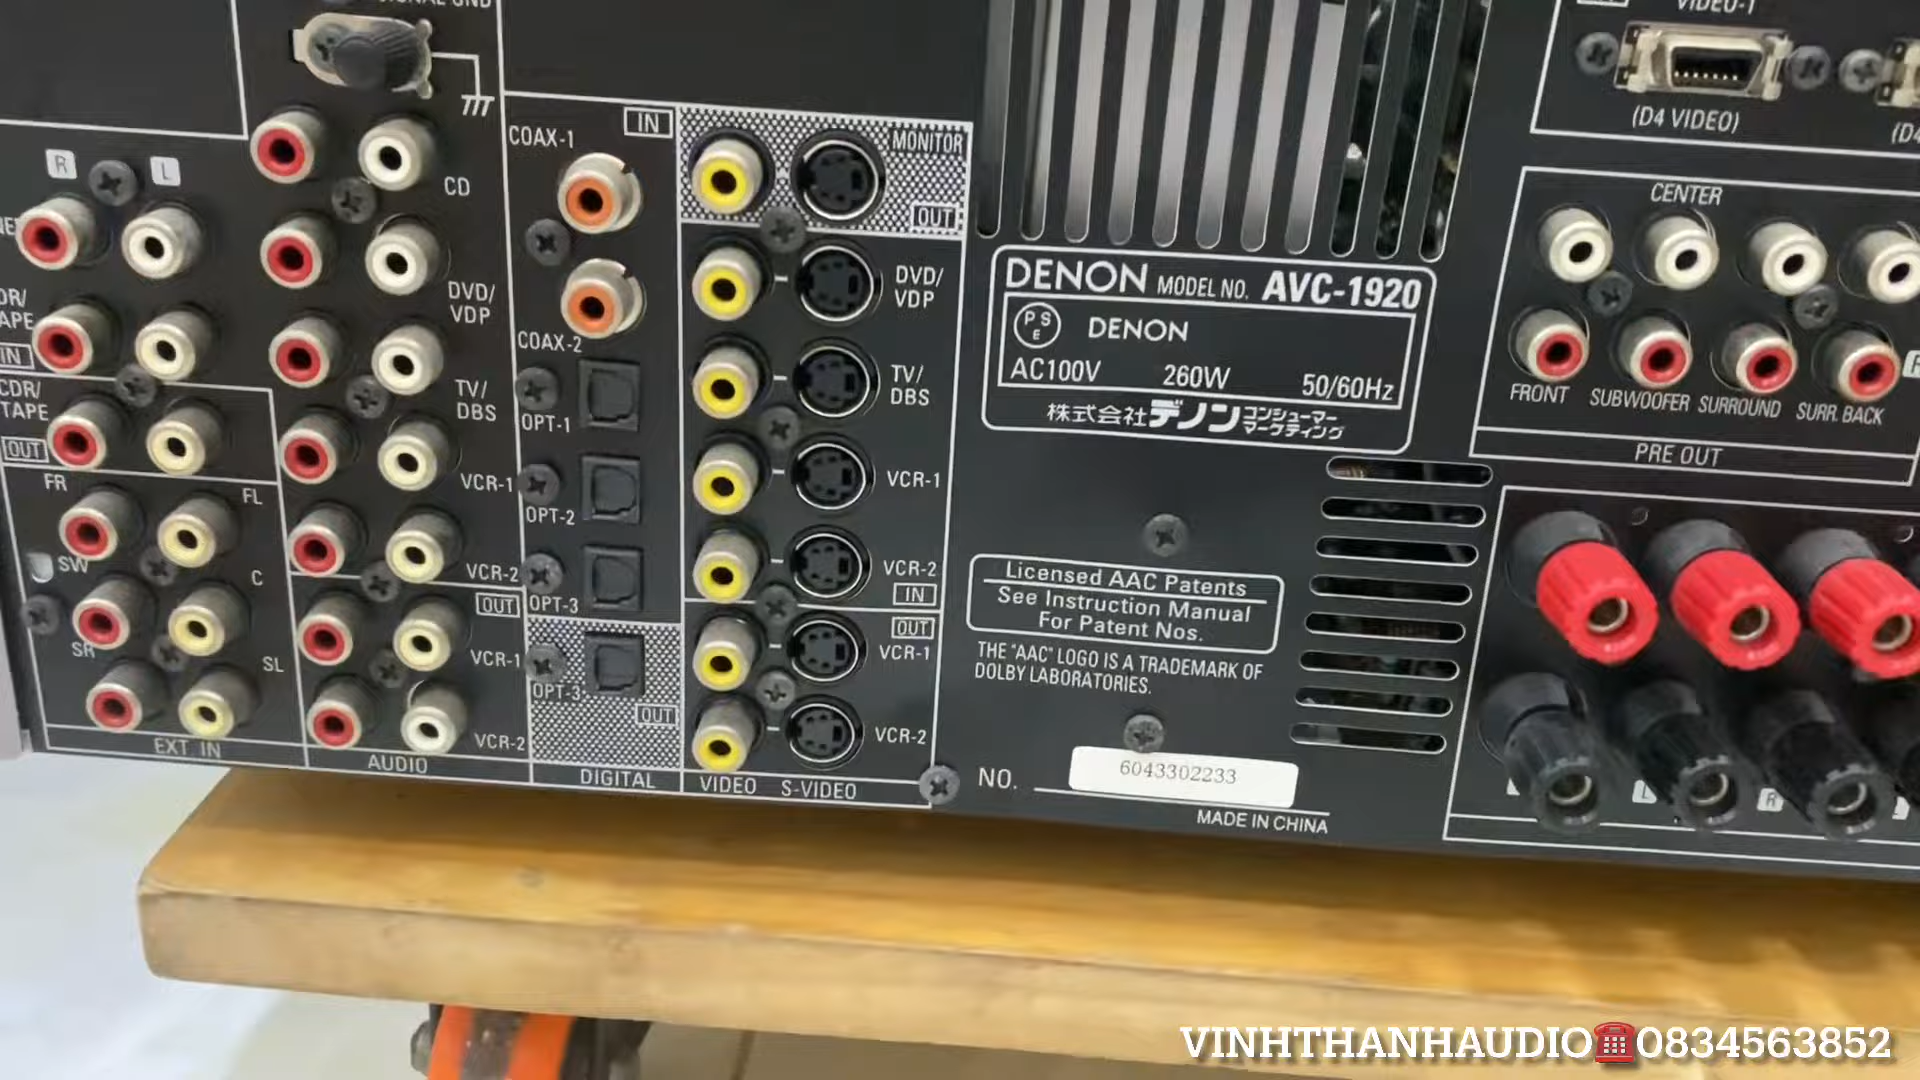 SIGNAL GND
R L
CD
DVD/
VDP
TV/
DBS
VCR-1
VCR-2
OUT
VCR-1
VCR-2
AUDIO
IN
CDR/
TAPE
OUT
FR FL
SW C
SR SL
EXT. IN
COAX-1 IN
COAX-2
OPT-1
OPT-2
OPT-3
OPT-3
OUT
DIGITAL
MONITOR
OUT
DVD/
VDP
TV/
DBS
VCR-1
VCR-2
IN
OUT
VCR-1
VCR-2
VIDEO S-VIDEO
DENON MODEL NO. AVC-1920
PSE DENON
AC100V 260W 50/60Hz
株式会社デノン コンシューマー
マーケティング
Licensed AAC Patents
See Instruction Manual
For Patent Nos.
THE "AAC" LOGO IS A TRADEMARK OF
DOLBY LABORATORIES.
NO. 6043302233
MADE IN CHINA
VIDEO-1
(D4 VIDEO)
(D4
CENTER
FRONT SUBWOOFER SURROUND SURR. BACK
R
PRE OUT
L R
VINHTHANHAUDIO☎️0834563852